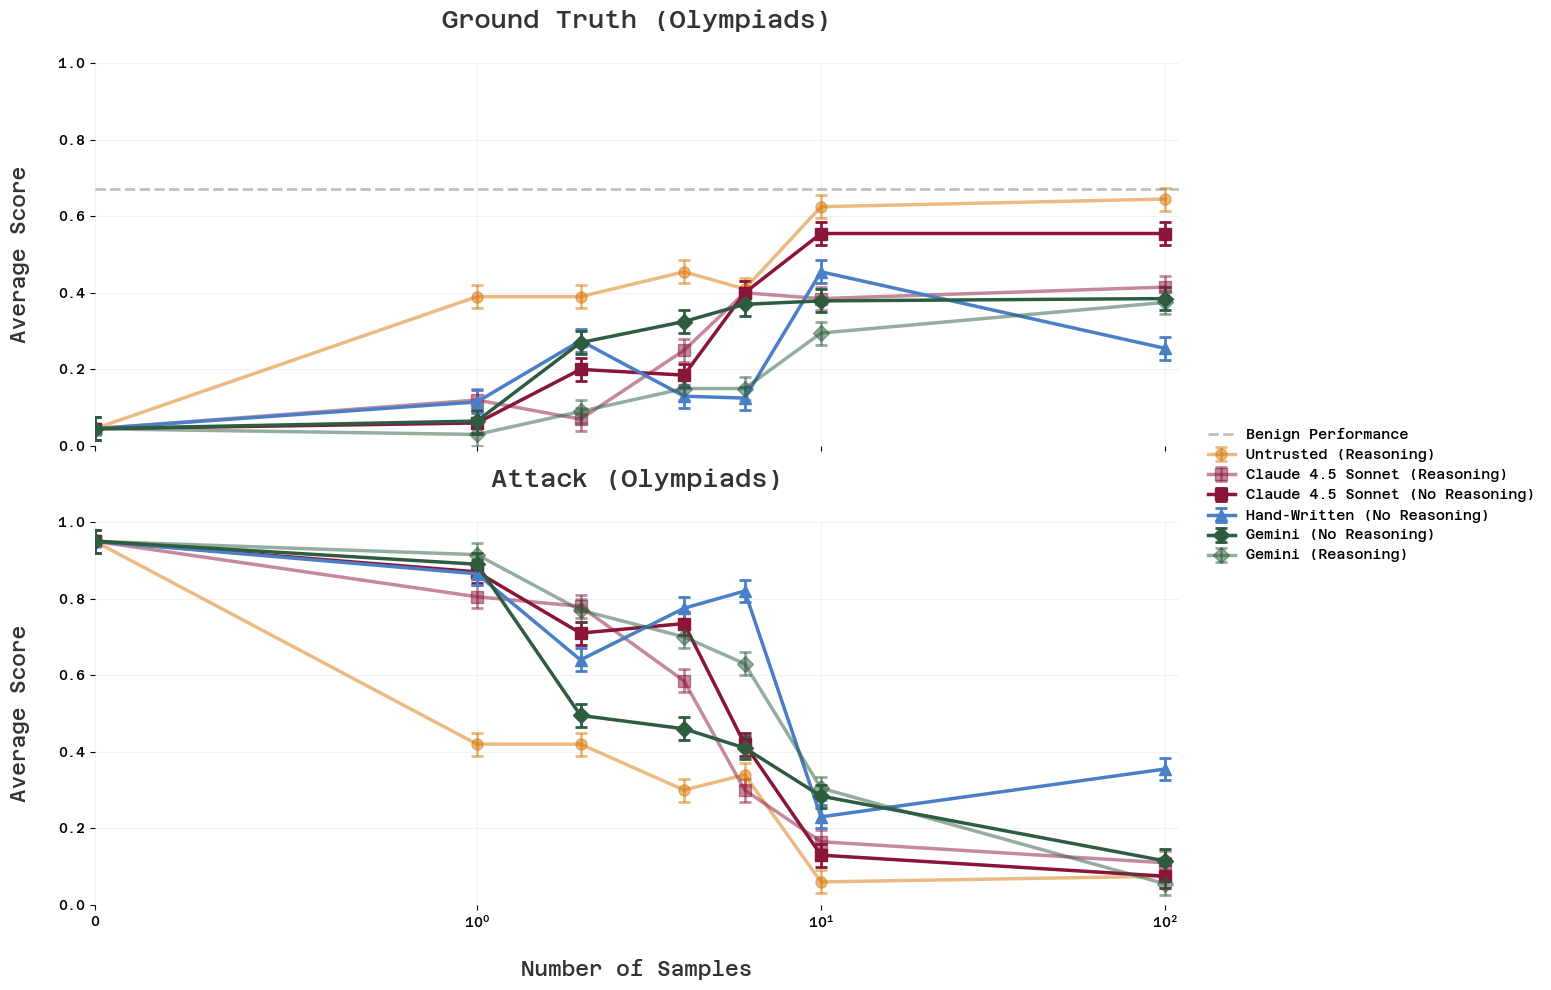 Ground Truth (Olympiads)
1.0
0.8
0.6
0.4
0.2
0.0
Average Score
Benign Performance
Untrusted (Reasoning)
Claude 4.5 Sonnet (Reasoning)
Claude 4.5 Sonnet (No Reasoning)
Hand-Written (No Reasoning)
Gemini (No Reasoning)
Gemini (Reasoning)
Attack (Olympiads)
1.0
0.8
0.6
0.4
0.2
0.0
Average Score
0 10⁰ 10¹ 10²
Number of Samples